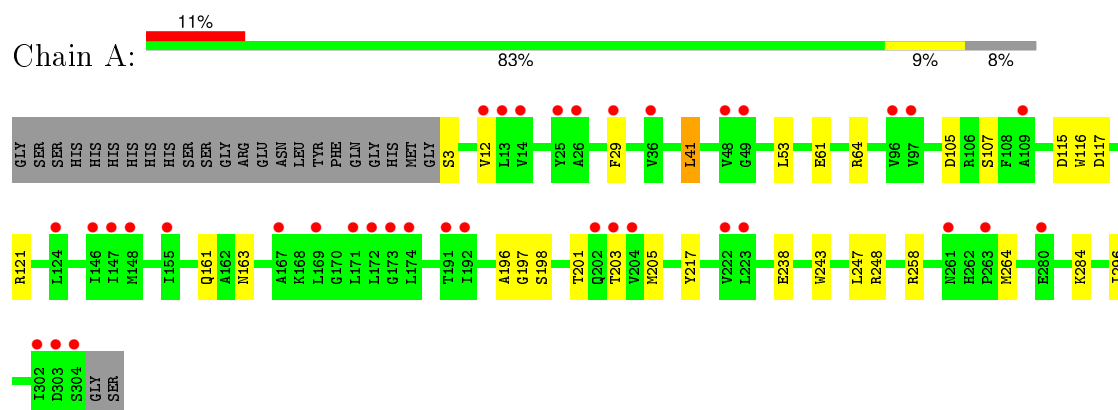 11%
Chain A:
83% 9% 8%
GLY SER SER HIS HIS HIS HIS HIS HIS HIS SER SER GLY ARG GLU ASN LEU TYR PHE GLN GLY HIS MET GLY S3 V12 L13 V14 Y25 A26 F29 V36 L41 V48 G49 L53 E61 R64 V96 V97 D105 R106 S107 F108 A109 D115 W116 D117
R121 L124 I146 I147 M148 I155 Q161 A162 N163 A167 K168 L169 G170 L171 L172 G173 L174 T191 I192 A196 G197 S198 T201 Q202 T203 V204 M205 Y217 V222 L223 E238 W243 L247 R248 R258 N261 H262 P263 M264 E280 K284 I296
I302 D303 S304 GLY SER